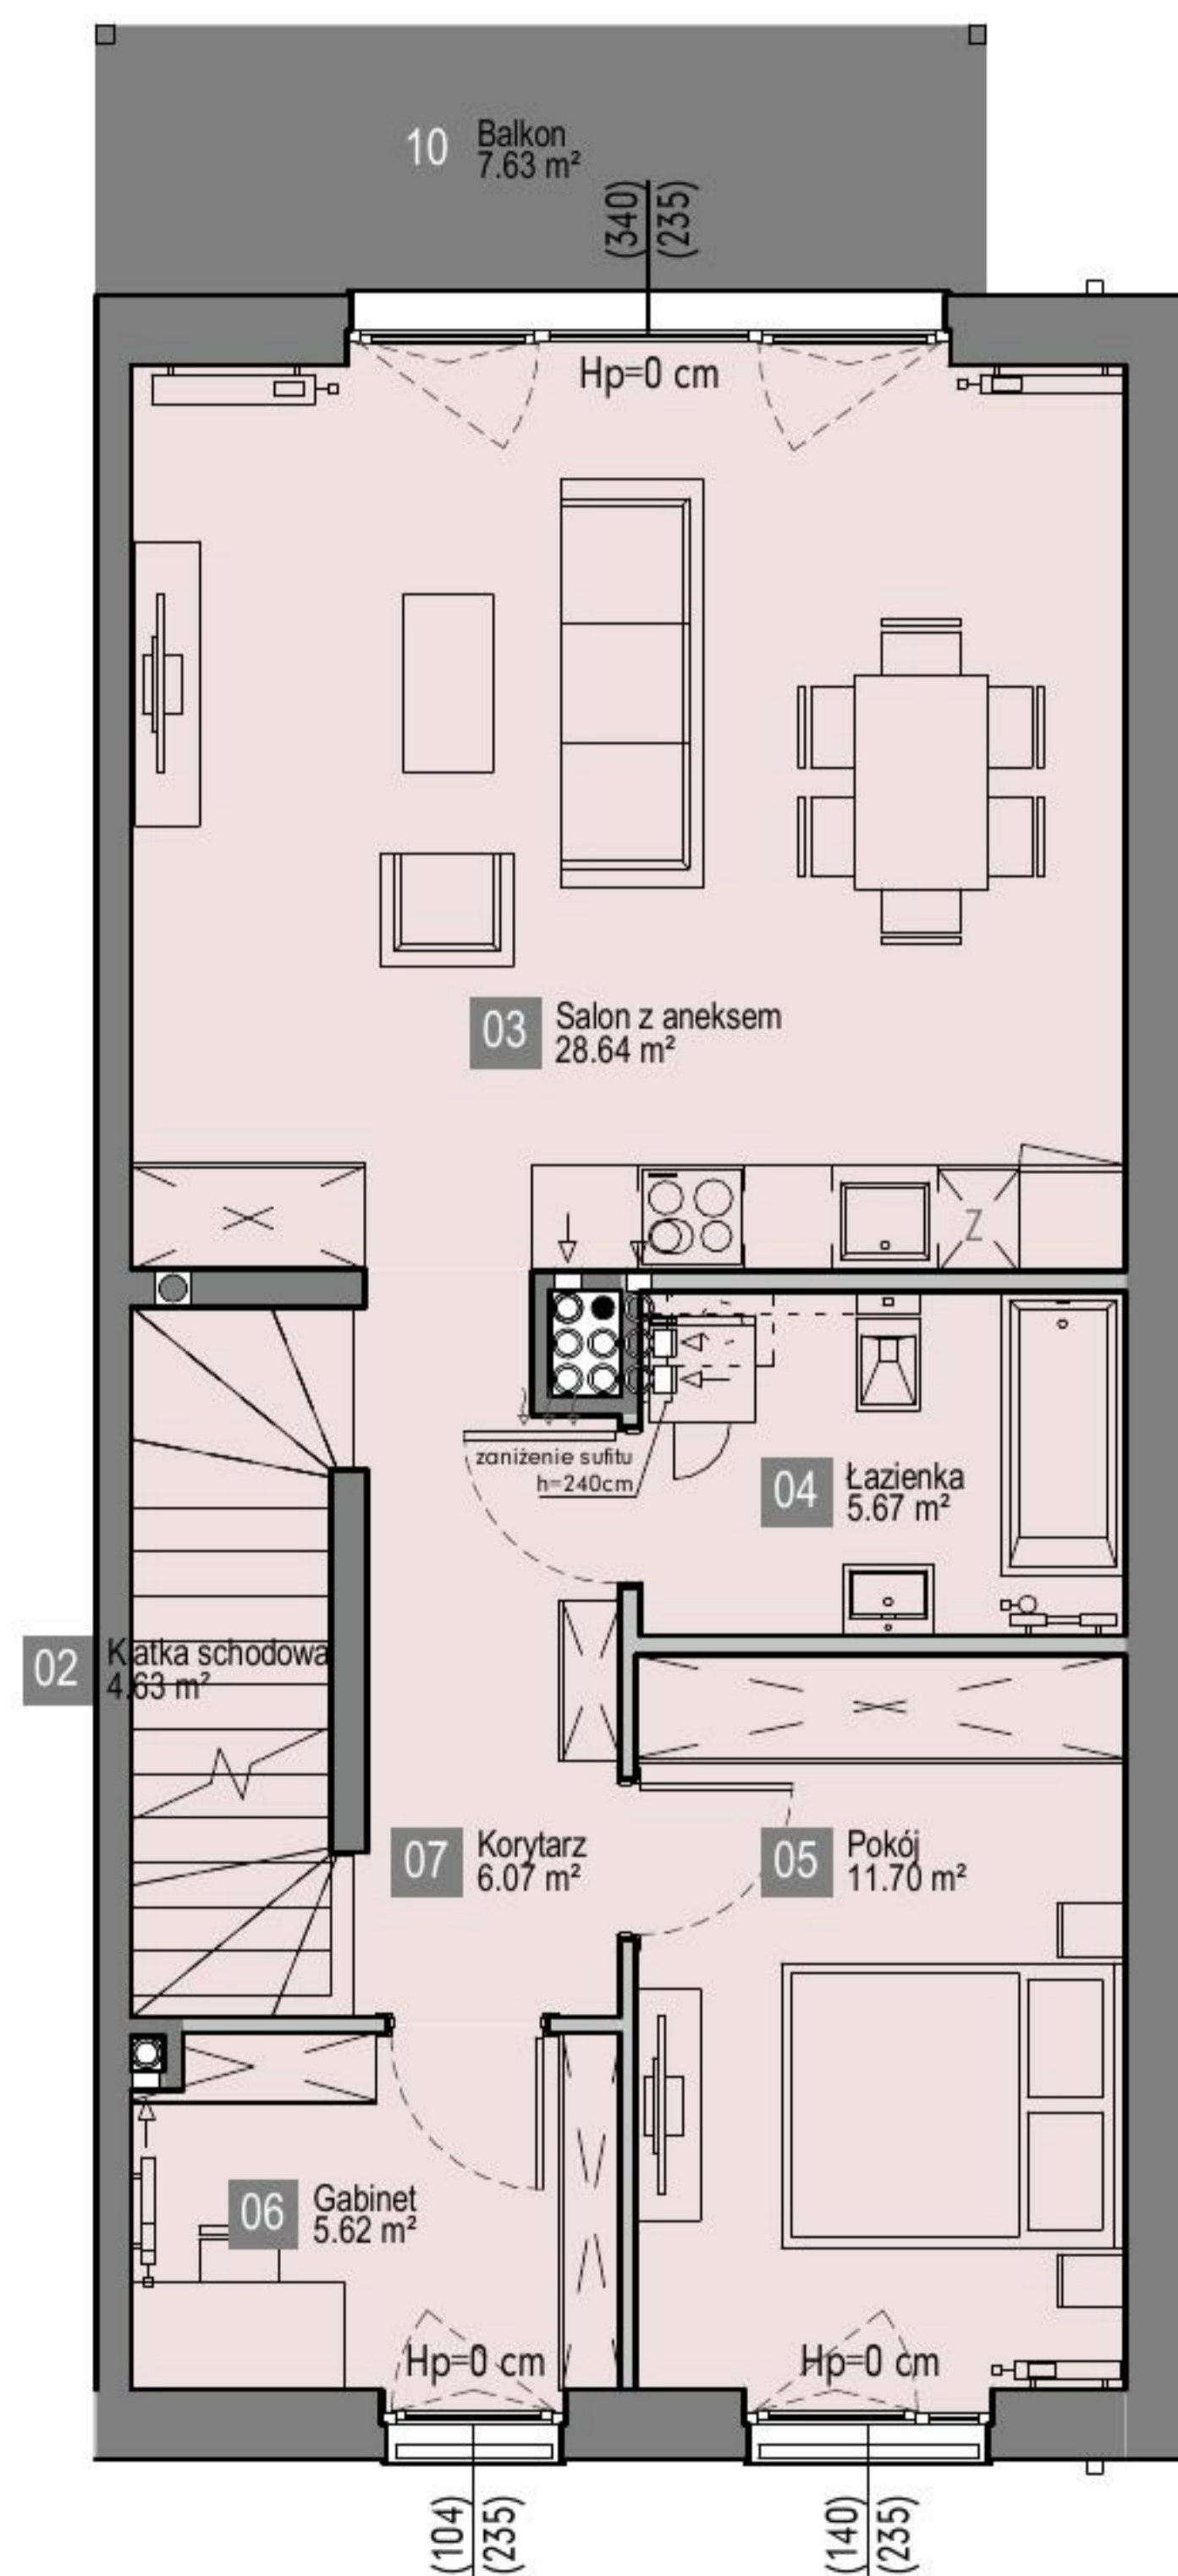 10 Balkon
7.63 m²
(340)
(235)
Hp=0 cm
03 Salon z aneksem
28.64 m²
Z
zaniżenie sufitu
h=240cm
04 Łazienka
5.67 m²
02 Klatka schodowa
4.63 m²
07 Korytarz
6.07 m²
05 Pokój
11.70 m²
06 Gabinet
5.62 m²
Hp=0 cm
Hp=0 cm
(104)
(235)
(140)
(235)